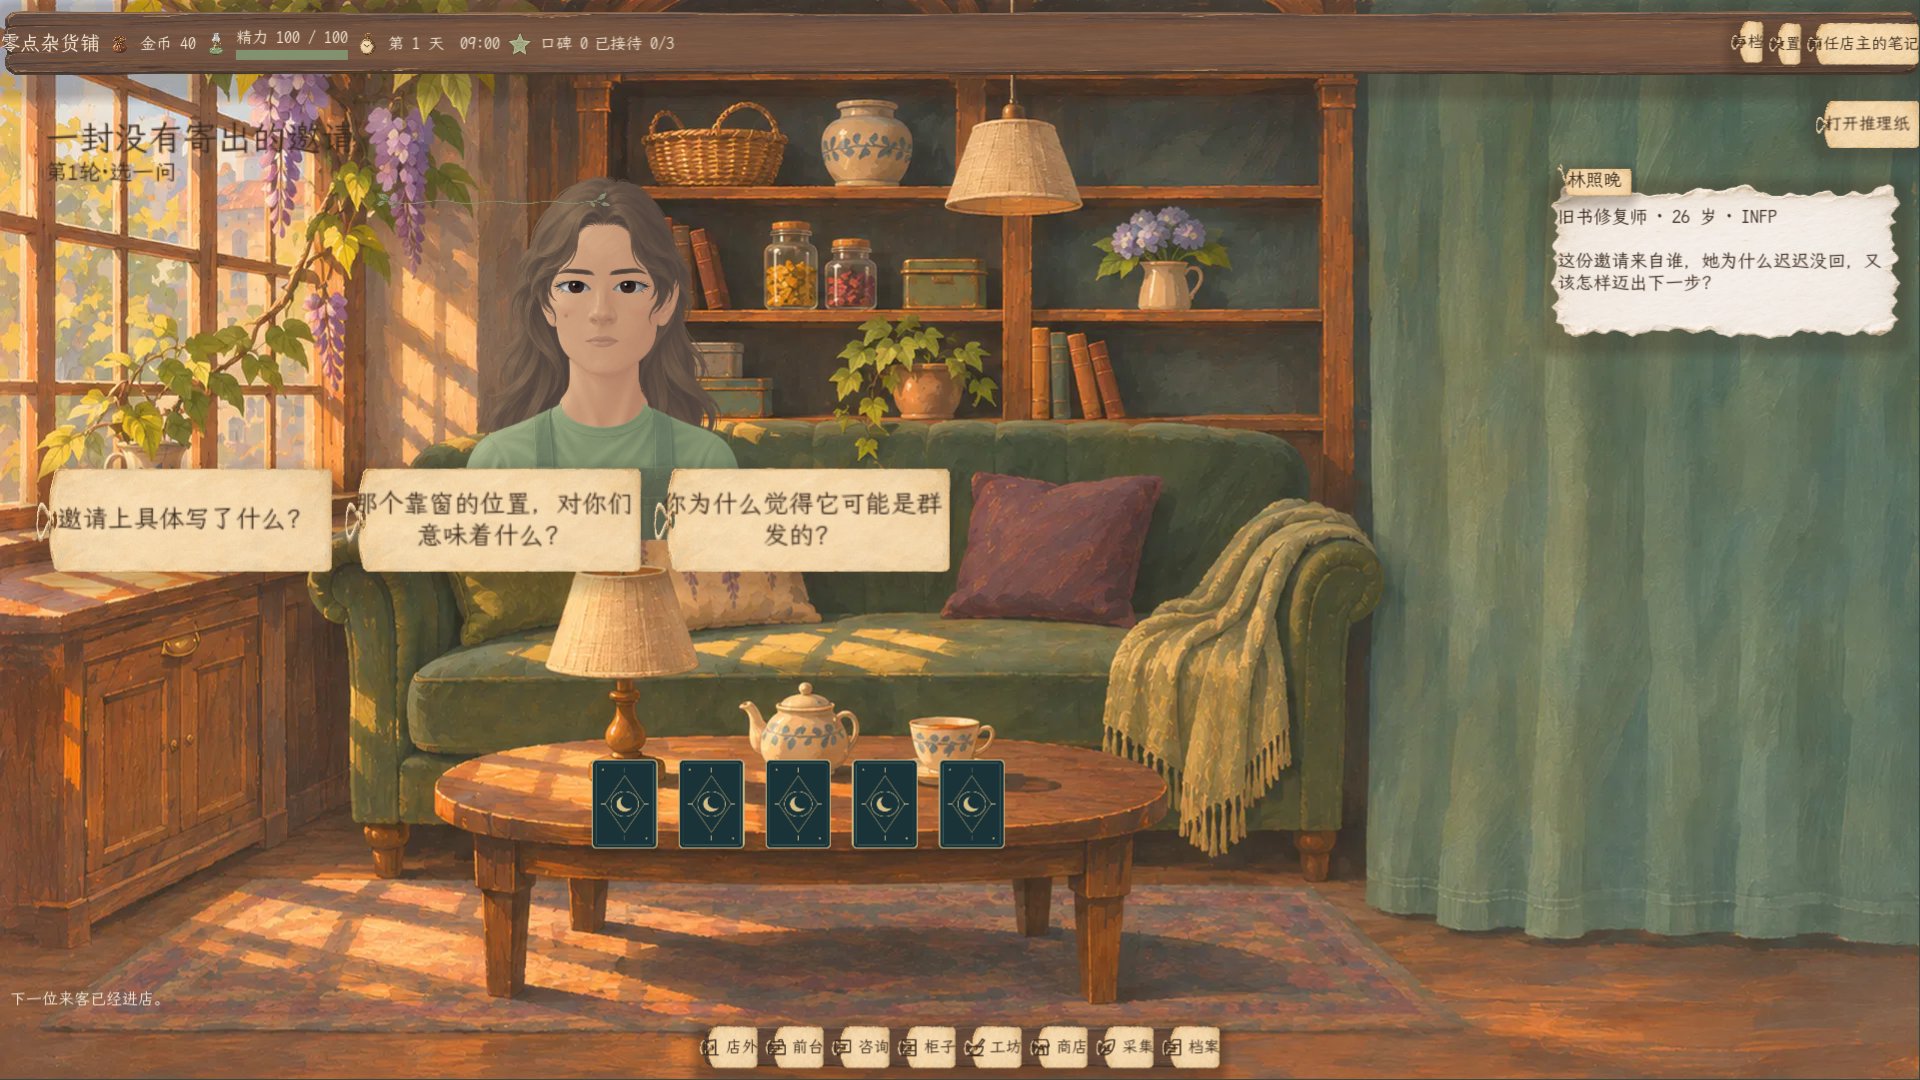 零点杂货铺 金币 40 精力 100 / 100 第 1 天 09:00 口碑 0 已接待 0/3
档 设置 前任店主的笔记
打开推理纸
一封没有寄出的邀请
第1轮·选一问
林照晚
旧书修复师 · 26 岁 · INFP
这份邀请来自谁，她为什么迟迟没回，又
该怎样迈出下一步？
邀请上具体写了什么？
那个靠窗的位置，对你们
意味着什么？
你为什么觉得它可能是群
发的？
下一位来客已经进店。
店外 前台 咨询 柜子 工坊 商店 采集 档案